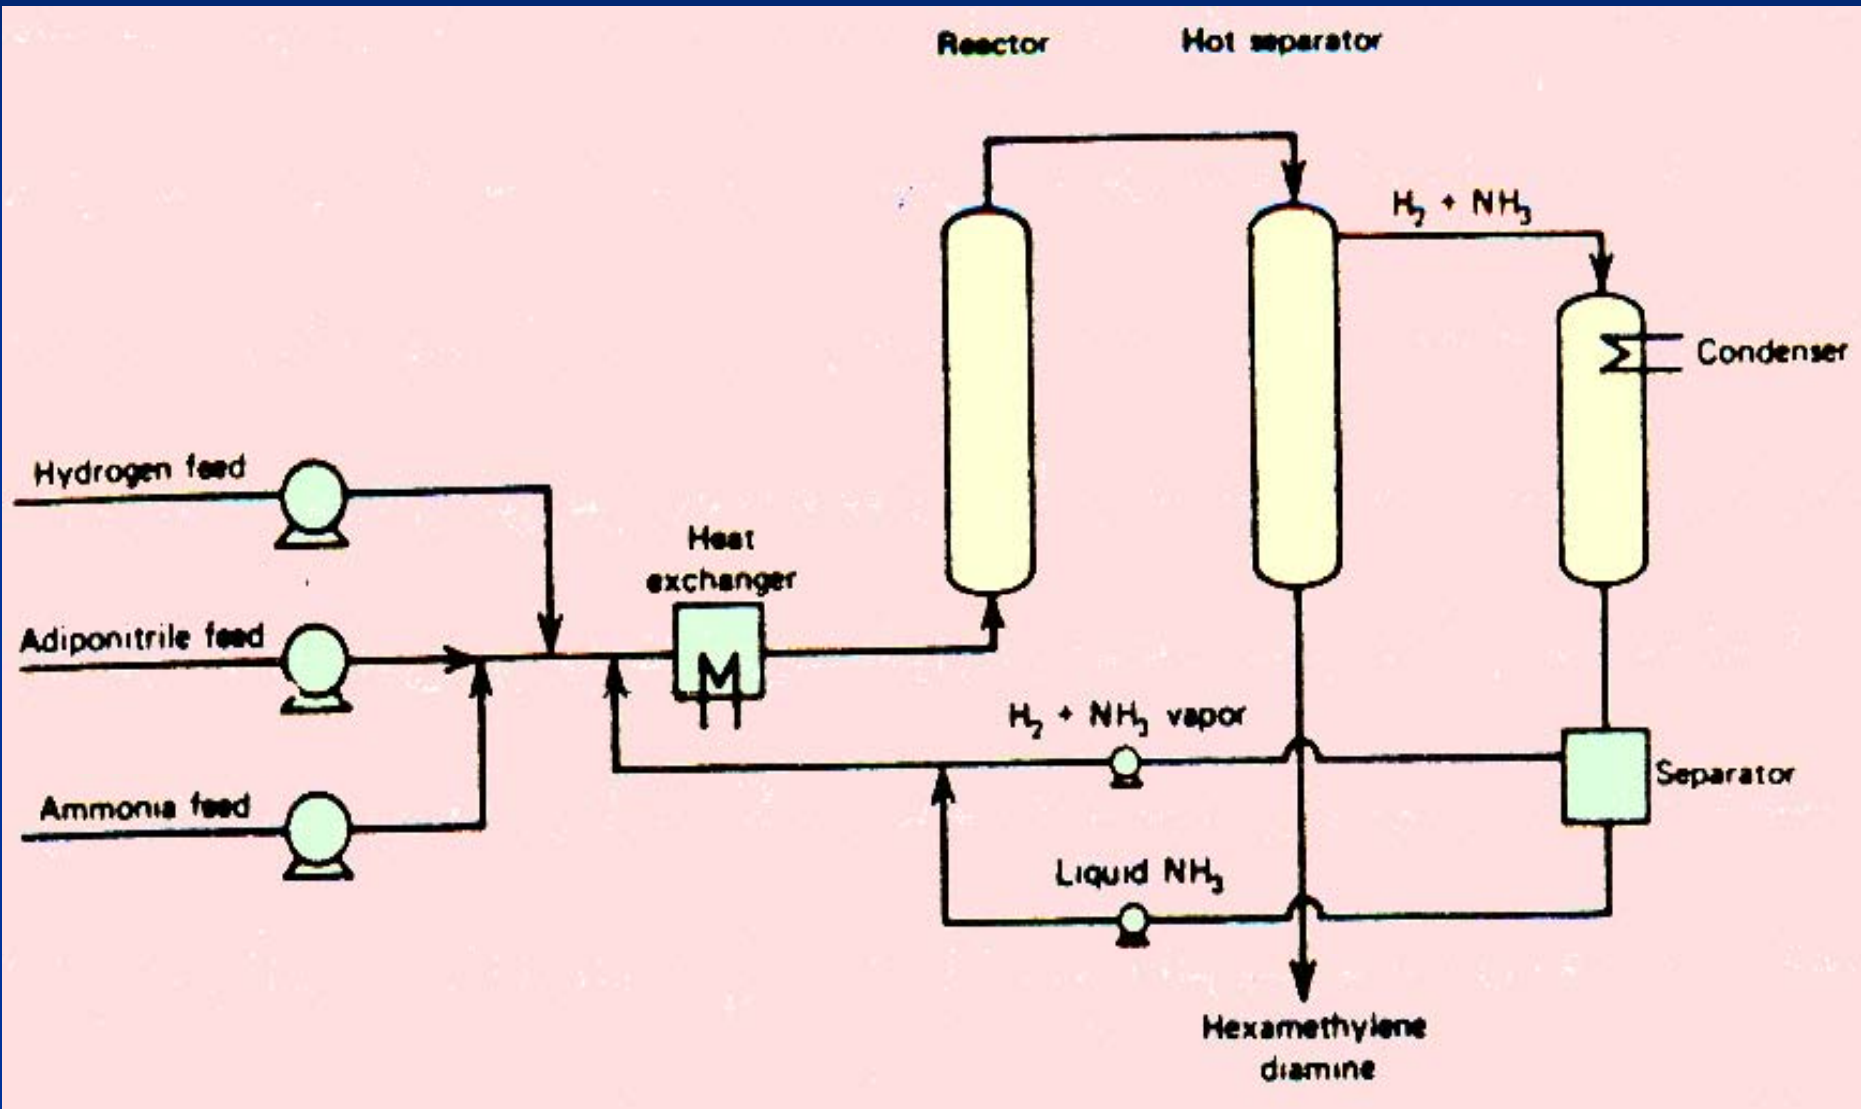 Reactor
Hot separator
H₂ + NH₃
Condenser
Hydrogen feed
Heat
exchanger
Adiponitrile feed
H₂ + NH₃ vapor
Separator
Ammonia feed
Liquid NH₃
Hexamethylene
diamine